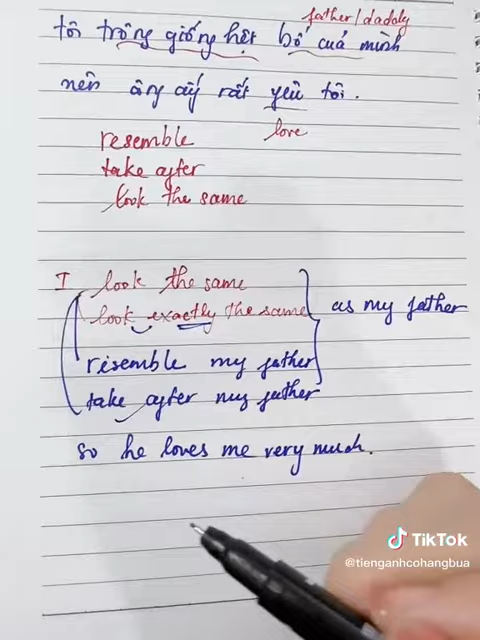 father/daddy
tôi trông giống hệt bố của mình
nên ông ấy rất yêu tôi.
love
resemble
take after
look the same
I look the same
look exactly the same as my father
resemble my father
take after my father
so he loves me very much.
TikTok
@tienganhcohangbua